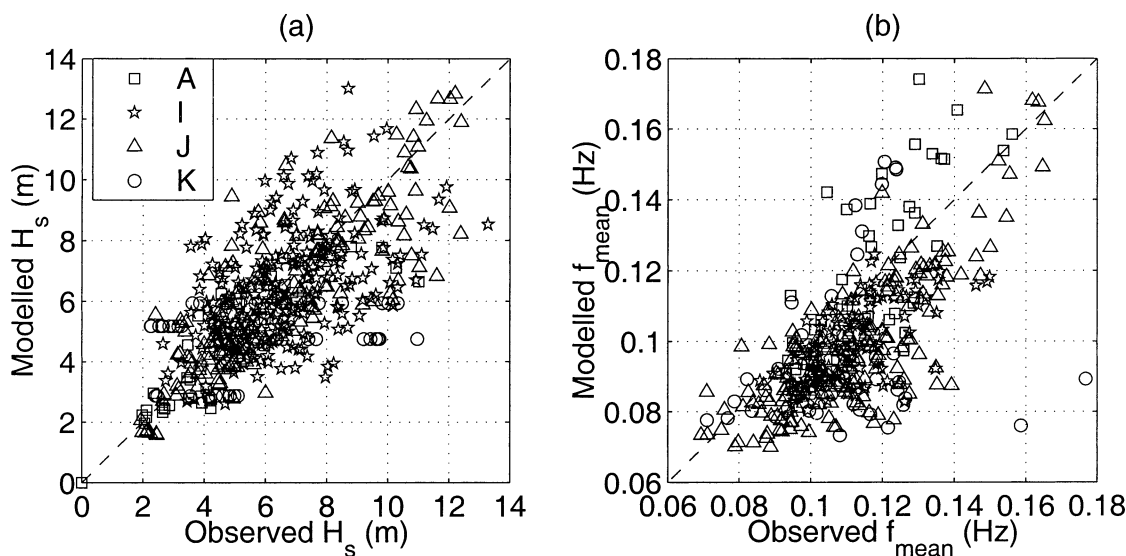 (a)
14
12
10
8
6
4
2
0
A
I
J
K
2 4 6 8 10 12 14
Observed H_s (m)
Modelled H_s (m)
(b)
0.18
0.16
0.14
0.12
0.1
0.08
0.06
0.06 0.08 0.1 0.12 0.14 0.16 0.18
Observed f_mean (Hz)
Modelled f_mean (Hz)